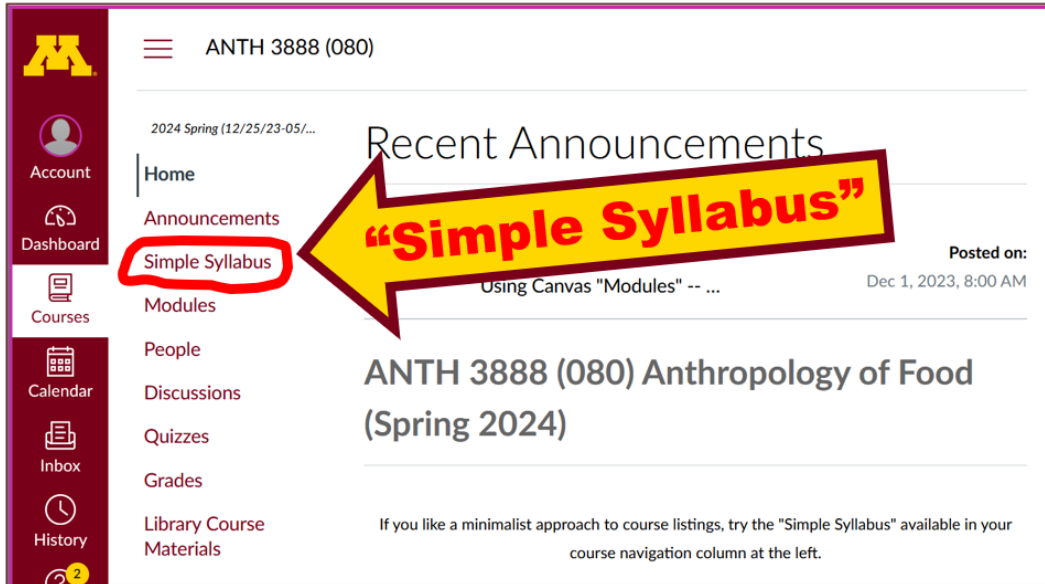 M
ANTH 3888 (080)
Account
Dashboard
Courses
Calendar
Inbox
History
2
2024 Spring (12/25/23-05/...
Home
Announcements
Simple Syllabus
Modules
People
Discussions
Quizzes
Grades
Library Course
Materials
Recent Announcements
“Simple Syllabus”
Posted on:
Using Canvas "Modules" -- ...
Dec 1, 2023, 8:00 AM
ANTH 3888 (080) Anthropology of Food
(Spring 2024)
If you like a minimalist approach to course listings, try the "Simple Syllabus" available in your
course navigation column at the left.